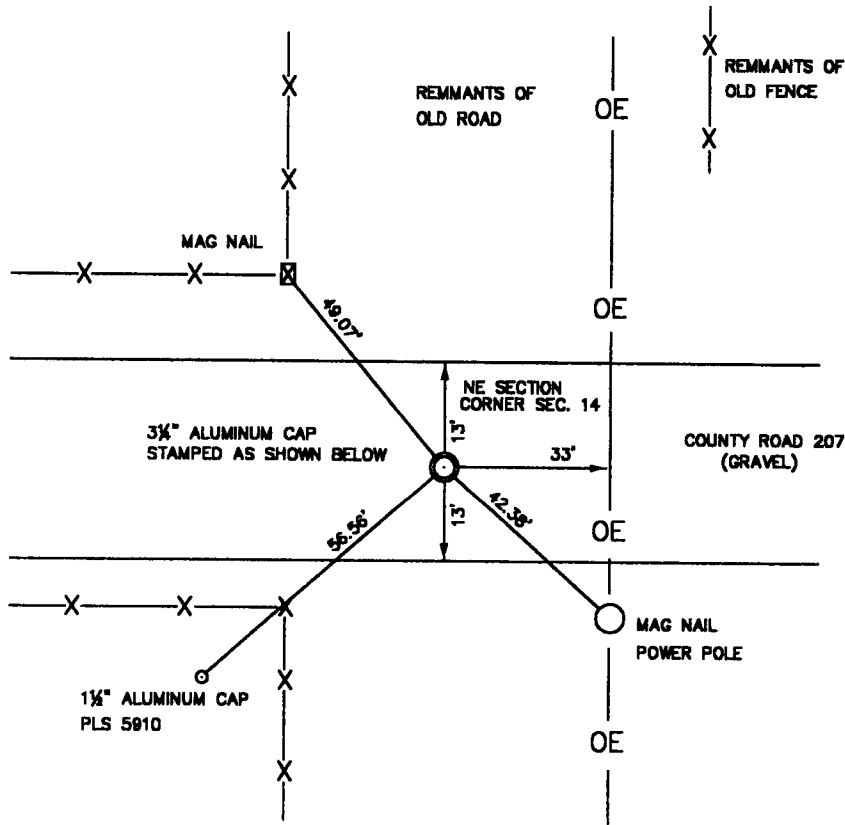 REMMANTS OF
OLD ROAD
OE
REMMANTS OF
OLD FENCE
MAG NAIL
OE
49.07'
NE SECTION
CORNER SEC. 14
13'
3¼" ALUMINUM CAP
STAMPED AS SHOWN BELOW
33'
COUNTY ROAD 207
(GRAVEL)
13'
56.56'
42.38'
OE
MAG NAIL
POWER POLE
1½" ALUMINUM CAP
PLS 5910
OE